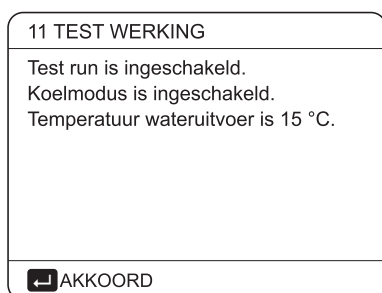 11 TEST WERKING
Test run is ingeschakeld.
Koelmodus is ingeschakeld.
Temperatuur wateruitvoer is 15 °C.
AKKOORD